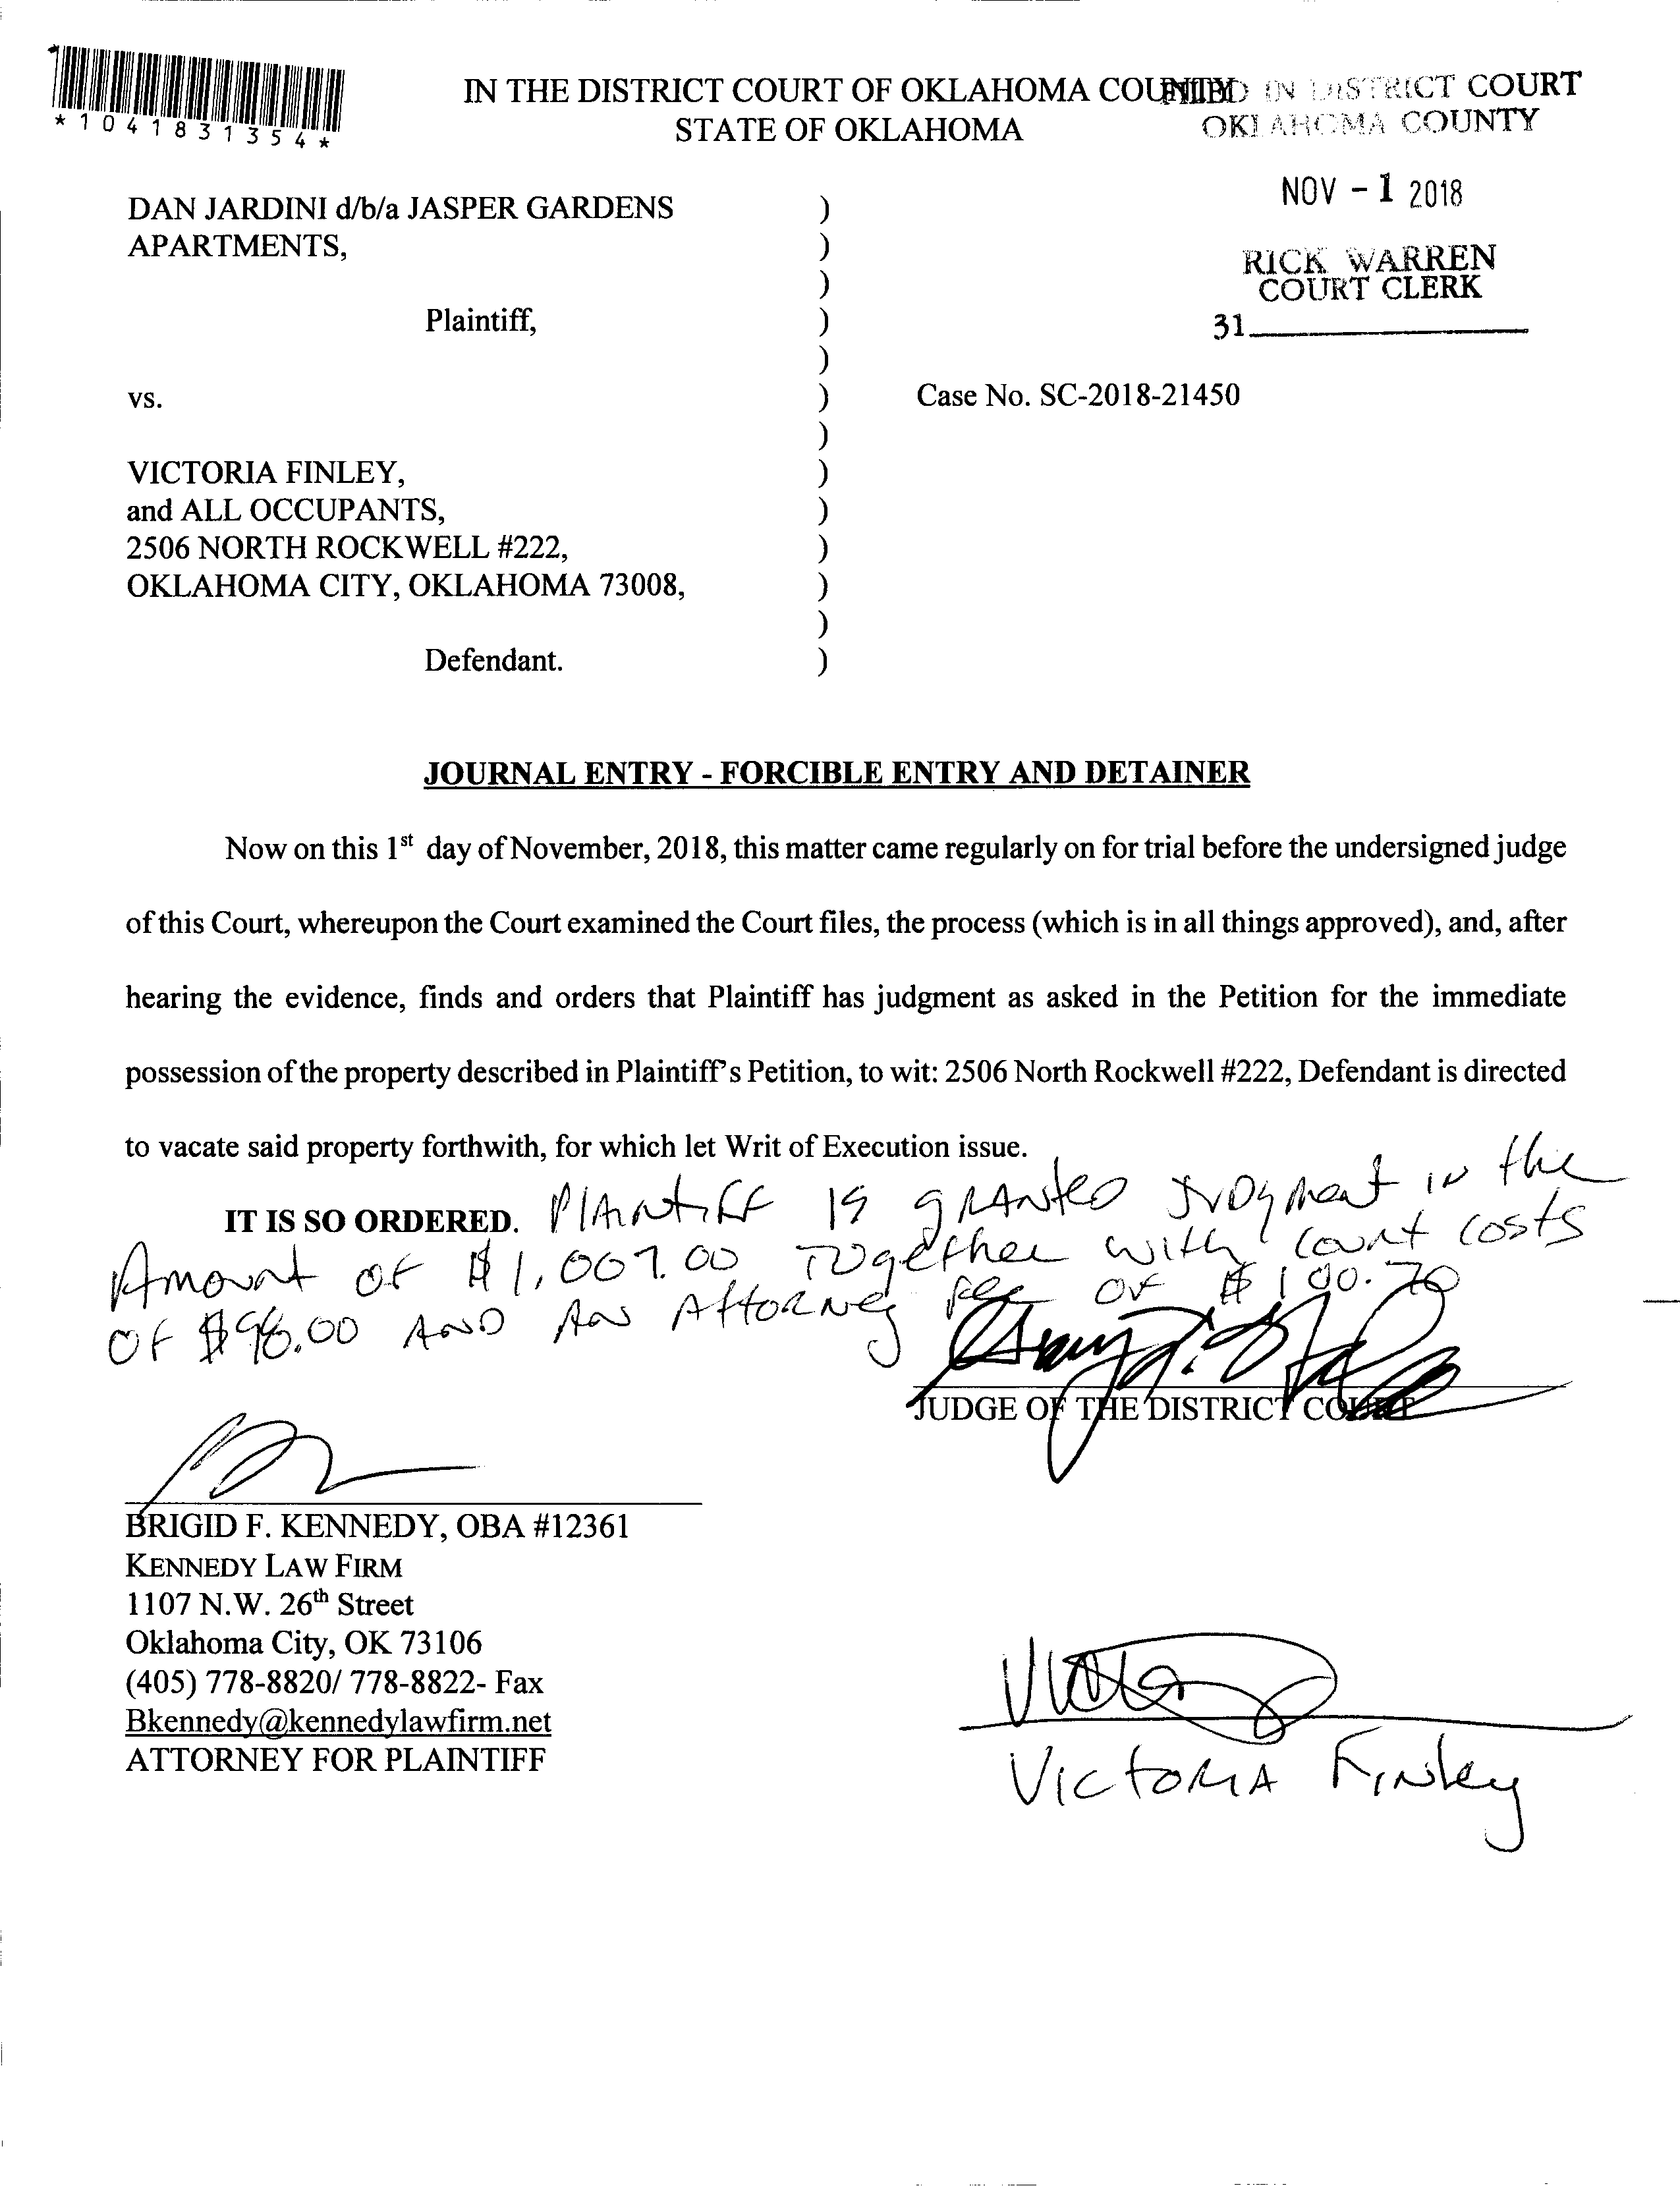 *1041831354*
IN THE DISTRICT COURT OF OKLAHOMA COUNTY
STATE OF OKLAHOMA
FILED IN DISTRICT COURT
OKLAHOMA COUNTY
NOV - 1 2018
RICK WARREN
COURT CLERK
31
DAN JARDINI d/b/a JASPER GARDENS )
APARTMENTS, )
)
Plaintiff, )
)
vs. ) Case No. SC-2018-21450
)
VICTORIA FINLEY, )
and ALL OCCUPANTS, )
2506 NORTH ROCKWELL #222, )
OKLAHOMA CITY, OKLAHOMA 73008, )
)
Defendant. )
JOURNAL ENTRY - FORCIBLE ENTRY AND DETAINER
Now on this 1st day of November, 2018, this matter came regularly on for trial before the undersigned judge
of this Court, whereupon the Court examined the Court files, the process (which is in all things approved), and, after
hearing the evidence, finds and orders that Plaintiff has judgment as asked in the Petition for the immediate
possession of the property described in Plaintiff's Petition, to wit: 2506 North Rockwell #222, Defendant is directed
to vacate said property forthwith, for which let Writ of Execution issue.
IT IS SO ORDERED. Plaintiff is granted Judgment in the
Amount of $1,007.00 Together with court costs
of $98.00 AND An Attorney fee of $100.70
JUDGE OF THE DISTRICT COURT
BRIGID F. KENNEDY, OBA #12361
KENNEDY LAW FIRM
1107 N.W. 26th Street
Oklahoma City, OK 73106
(405) 778-8820/ 778-8822- Fax
Bkennedy@kennedylawfirm.net
ATTORNEY FOR PLAINTIFF
Victoria Finley